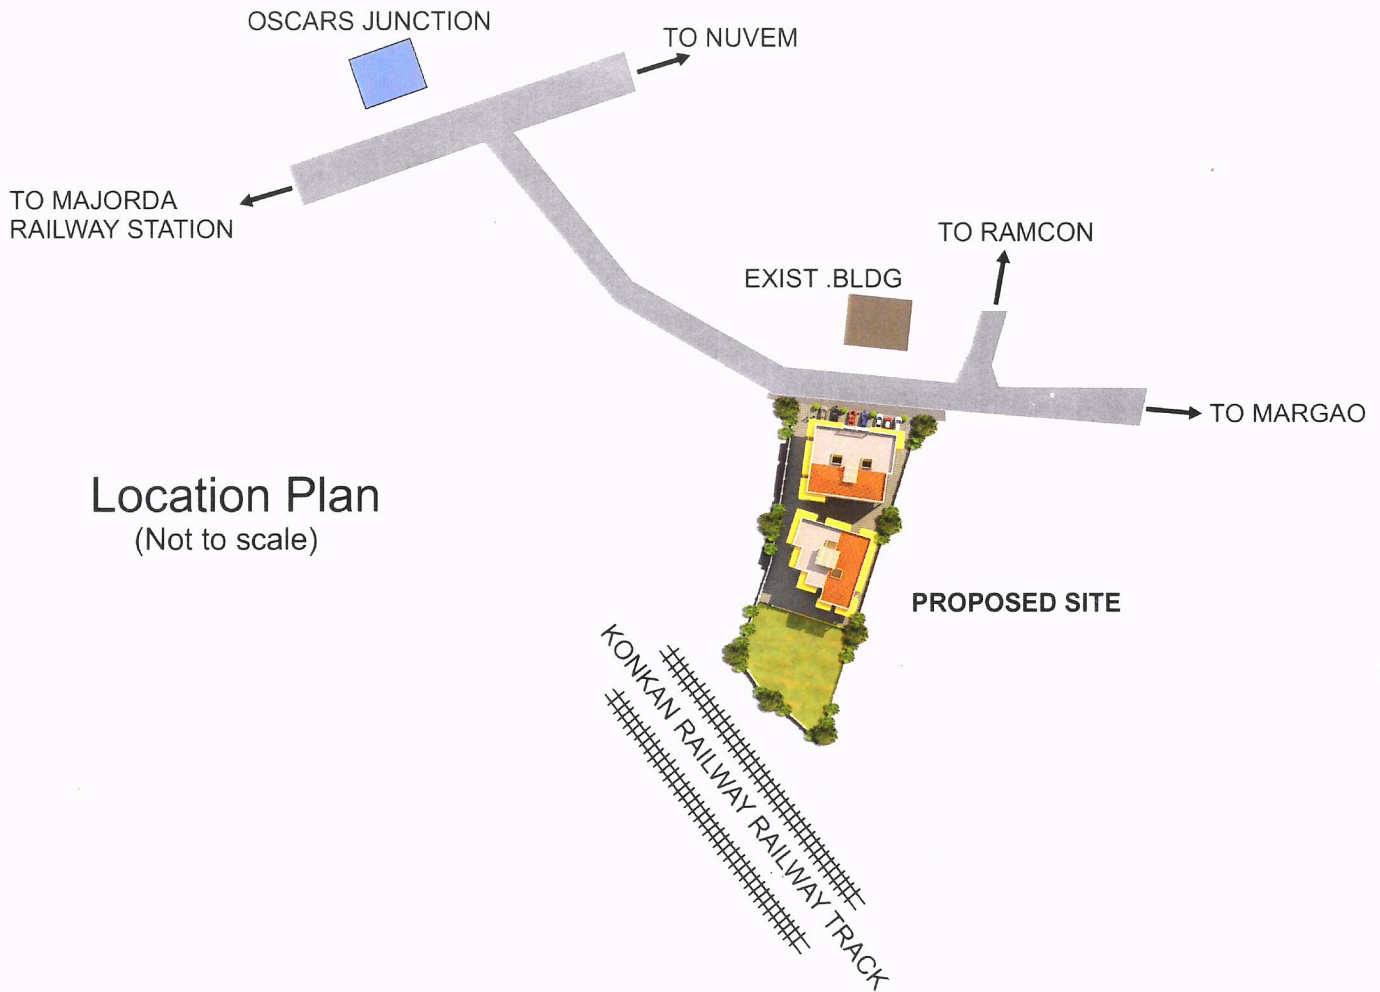 OSCARS JUNCTION
TO NUVEM
TO MAJORDA
RAILWAY STATION
TO RAMCON
EXIST .BLDG
TO MARGAO
Location Plan
(Not to scale)
PROPOSED SITE
KONKAN RAILWAY RAILWAY TRACK